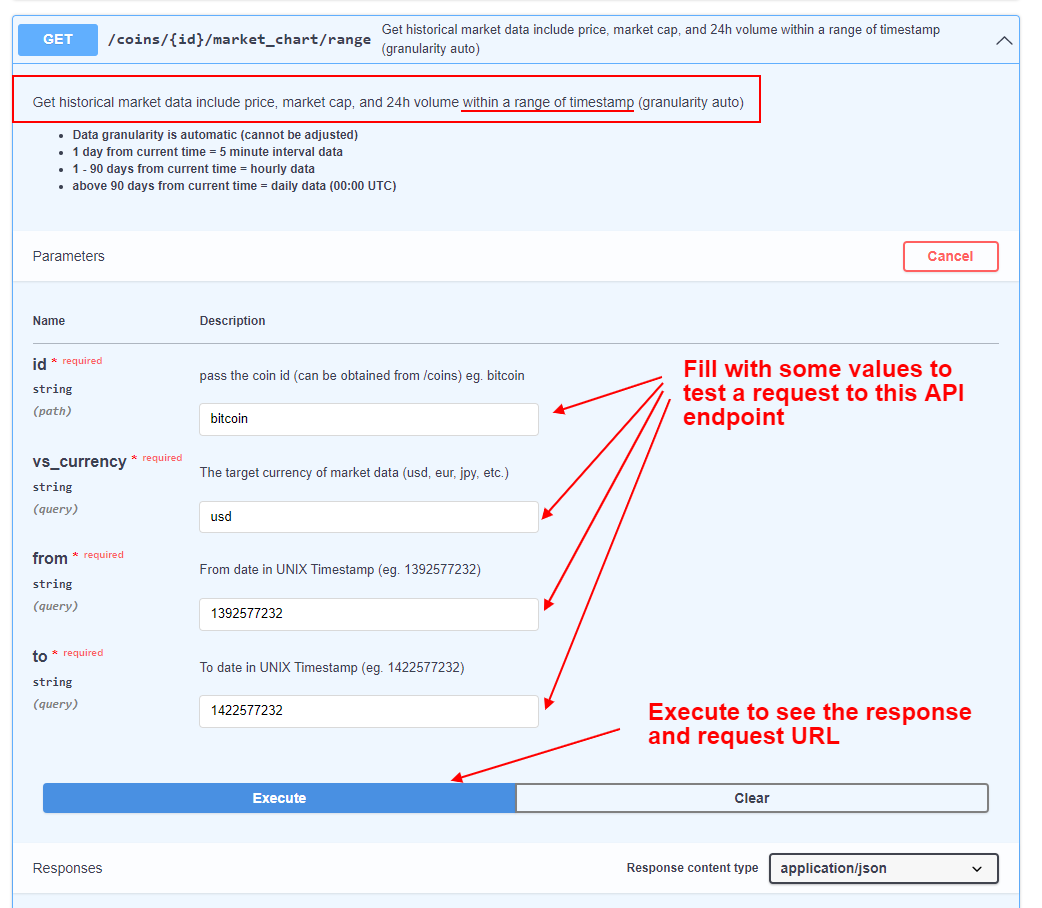 GET /coins/{id}/market_chart/range Get historical market data include price, market cap, and 24h volume within a range of timestamp
(granularity auto)
Get historical market data include price, market cap, and 24h volume within a range of timestamp (granularity auto)
• Data granularity is automatic (cannot be adjusted)
• 1 day from current time = 5 minute interval data
• 1 - 90 days from current time = hourly data
• above 90 days from current time = daily data (00:00 UTC)
Parameters
Cancel
Name Description
id * required
string
(path)
pass the coin id (can be obtained from /coins) eg. bitcoin
bitcoin
Fill with some values to
test a request to this API
endpoint
vs_currency * required
string
(query)
The target currency of market data (usd, eur, jpy, etc.)
usd
from * required
string
(query)
From date in UNIX Timestamp (eg. 1392577232)
1392577232
to * required
string
(query)
To date in UNIX Timestamp (eg. 1422577232)
1422577232
Execute to see the response
and request URL
Execute Clear
Responses Response content type application/json